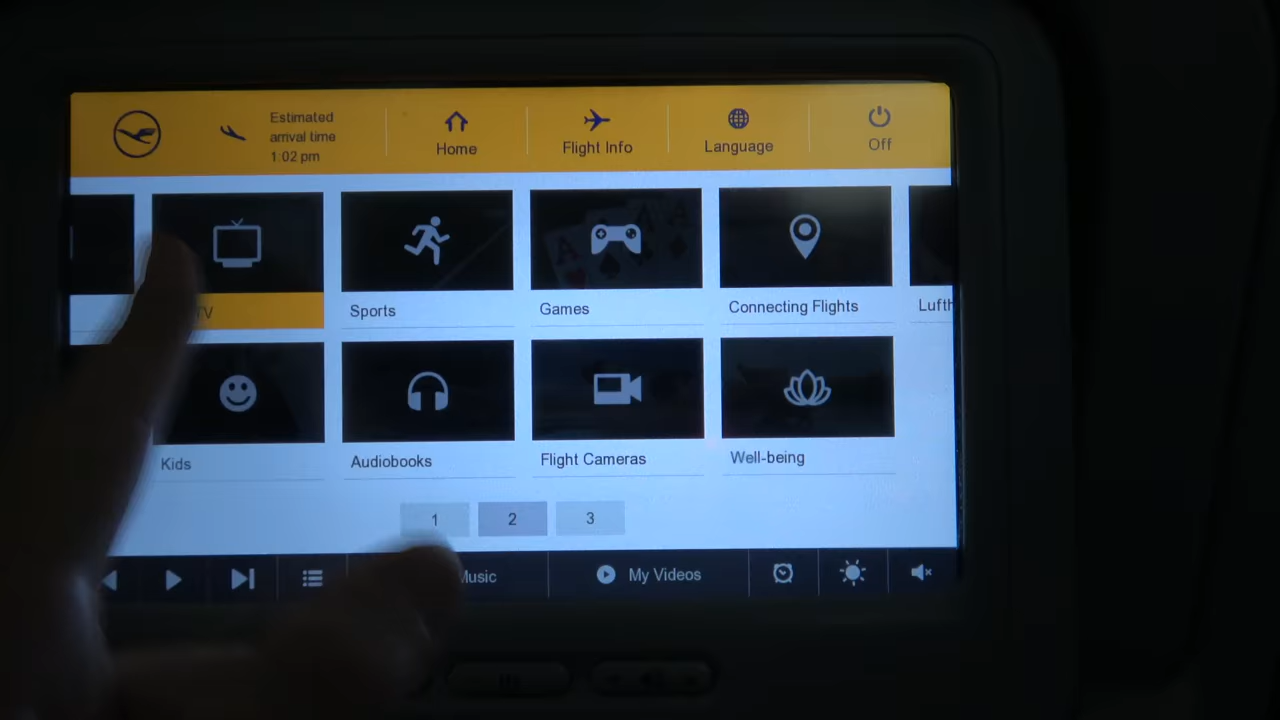 Estimated
arrival time
1:02 pm
Home
Flight Info
Language
Off
TV
Sports
Games
Connecting Flights
Lufth
Kids
Audiobooks
Flight Cameras
Well-being
1
2
3
Music
My Videos